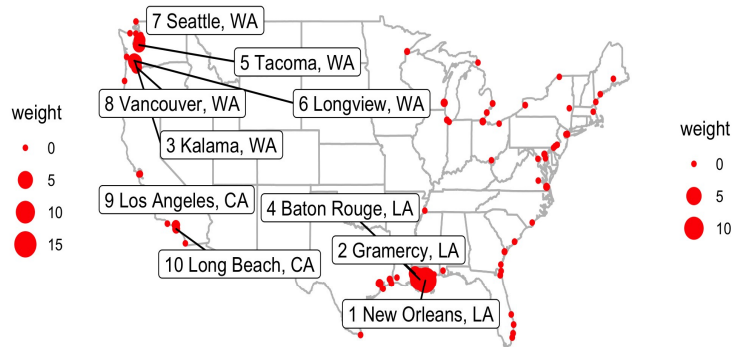 7 Seattle, WA
5 Tacoma, WA
8 Vancouver, WA
6 Longview, WA
3 Kalama, WA
9 Los Angeles, CA
4 Baton Rouge, LA
2 Gramercy, LA
10 Long Beach, CA
1 New Orleans, LA
weight
0
5
10
15
weight
0
5
10